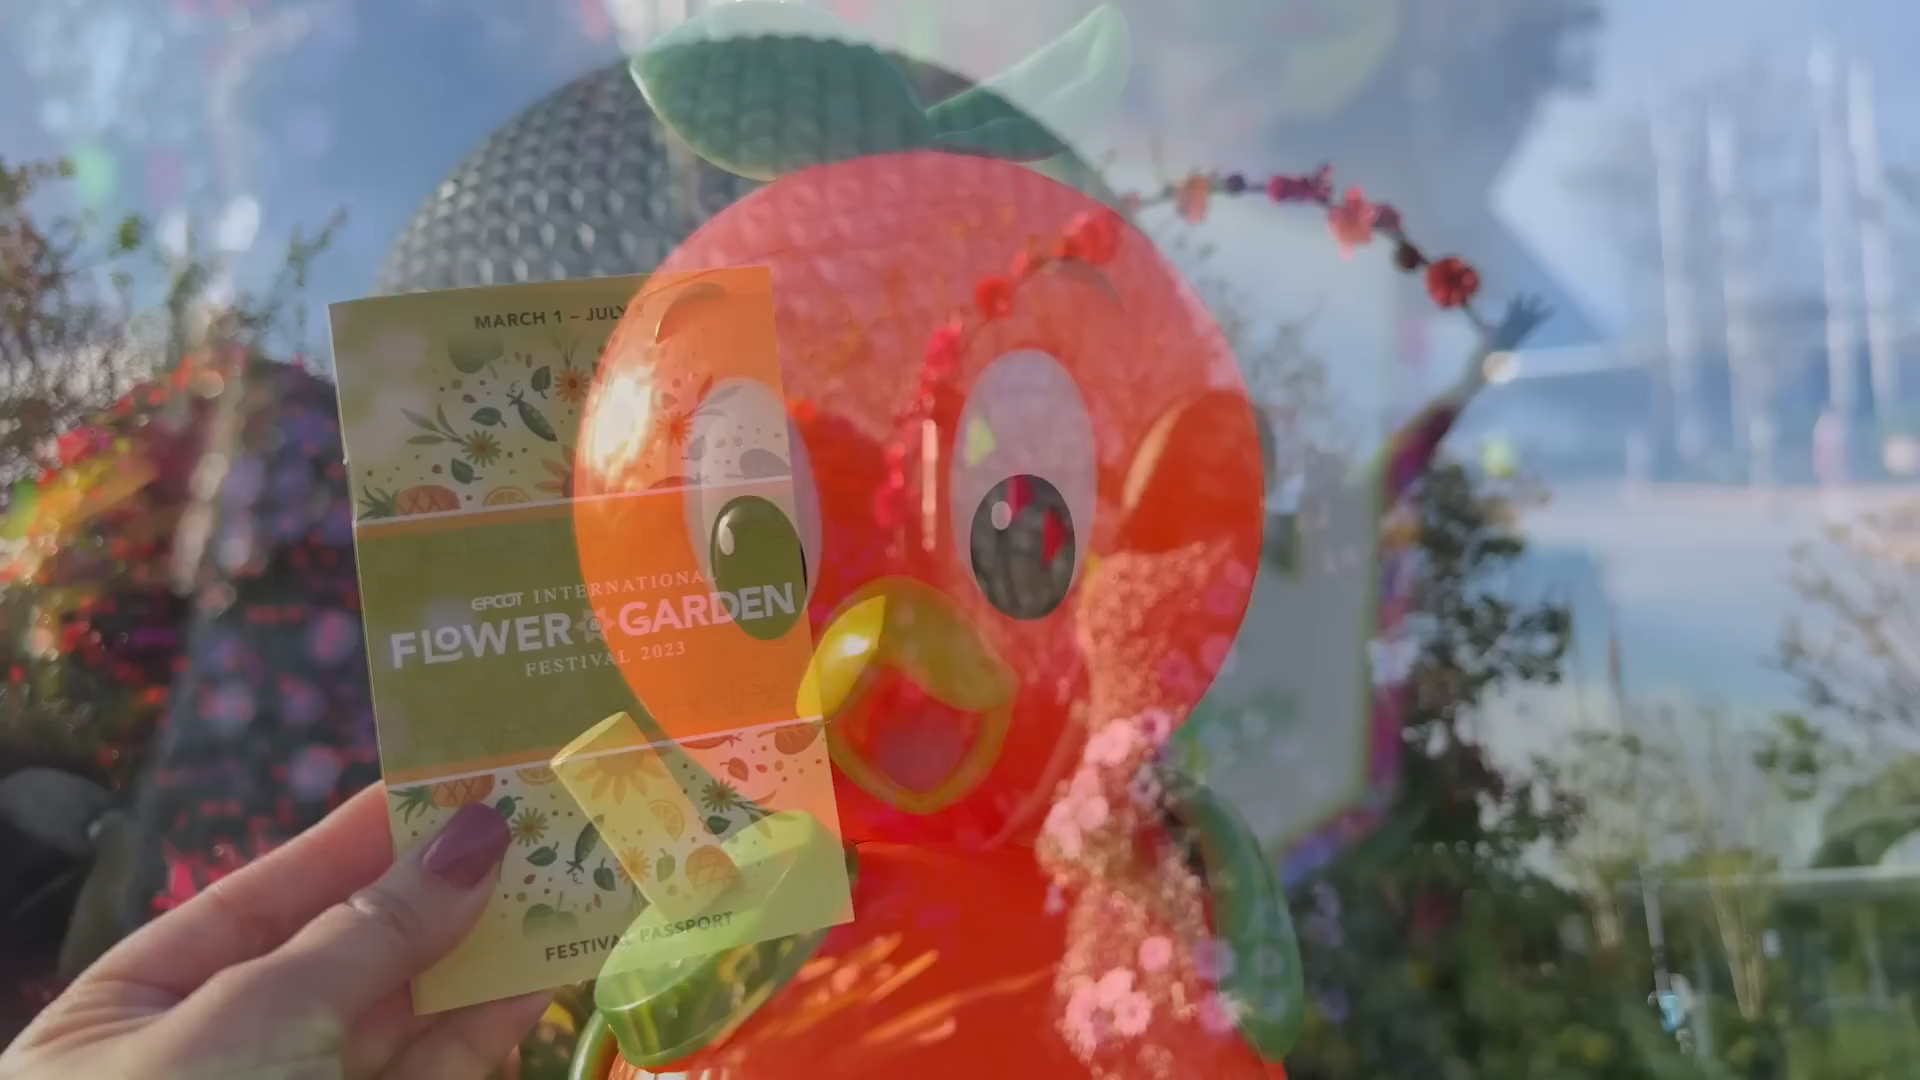 MARCH 1 – JULY
EPCOT INTERNATIONAL
FLOWER & GARDEN
FESTIVAL 2023
FESTIVAL PASSPORT